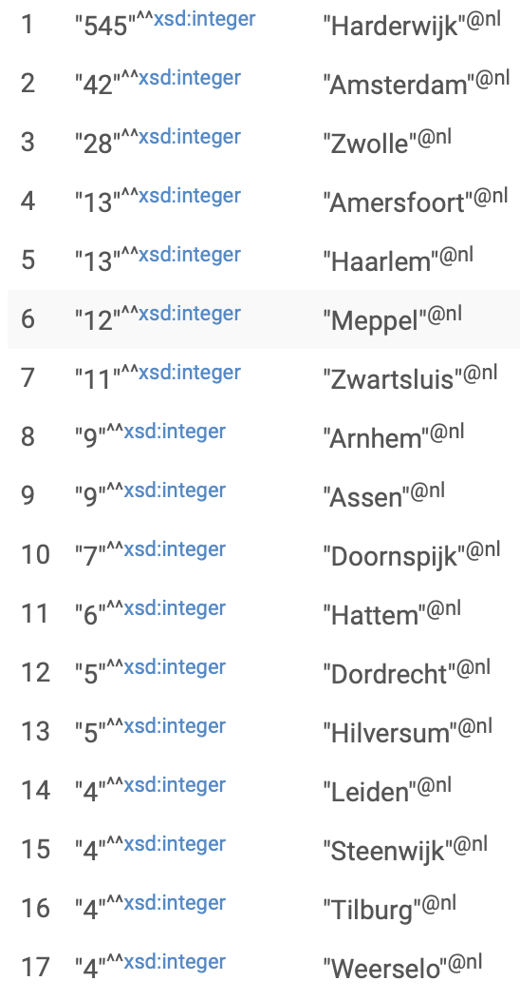 1 "545"^^xsd:integer "Harderwijk"@nl
2 "42"^^xsd:integer "Amsterdam"@nl
3 "28"^^xsd:integer "Zwolle"@nl
4 "13"^^xsd:integer "Amersfoort"@nl
5 "13"^^xsd:integer "Haarlem"@nl
6 "12"^^xsd:integer "Meppel"@nl
7 "11"^^xsd:integer "Zwartsluis"@nl
8 "9"^^xsd:integer "Arnhem"@nl
9 "9"^^xsd:integer "Assen"@nl
10 "7"^^xsd:integer "Doornspijk"@nl
11 "6"^^xsd:integer "Hattem"@nl
12 "5"^^xsd:integer "Dordrecht"@nl
13 "5"^^xsd:integer "Hilversum"@nl
14 "4"^^xsd:integer "Leiden"@nl
15 "4"^^xsd:integer "Steenwijk"@nl
16 "4"^^xsd:integer "Tilburg"@nl
17 "4"^^xsd:integer "Weerselo"@nl